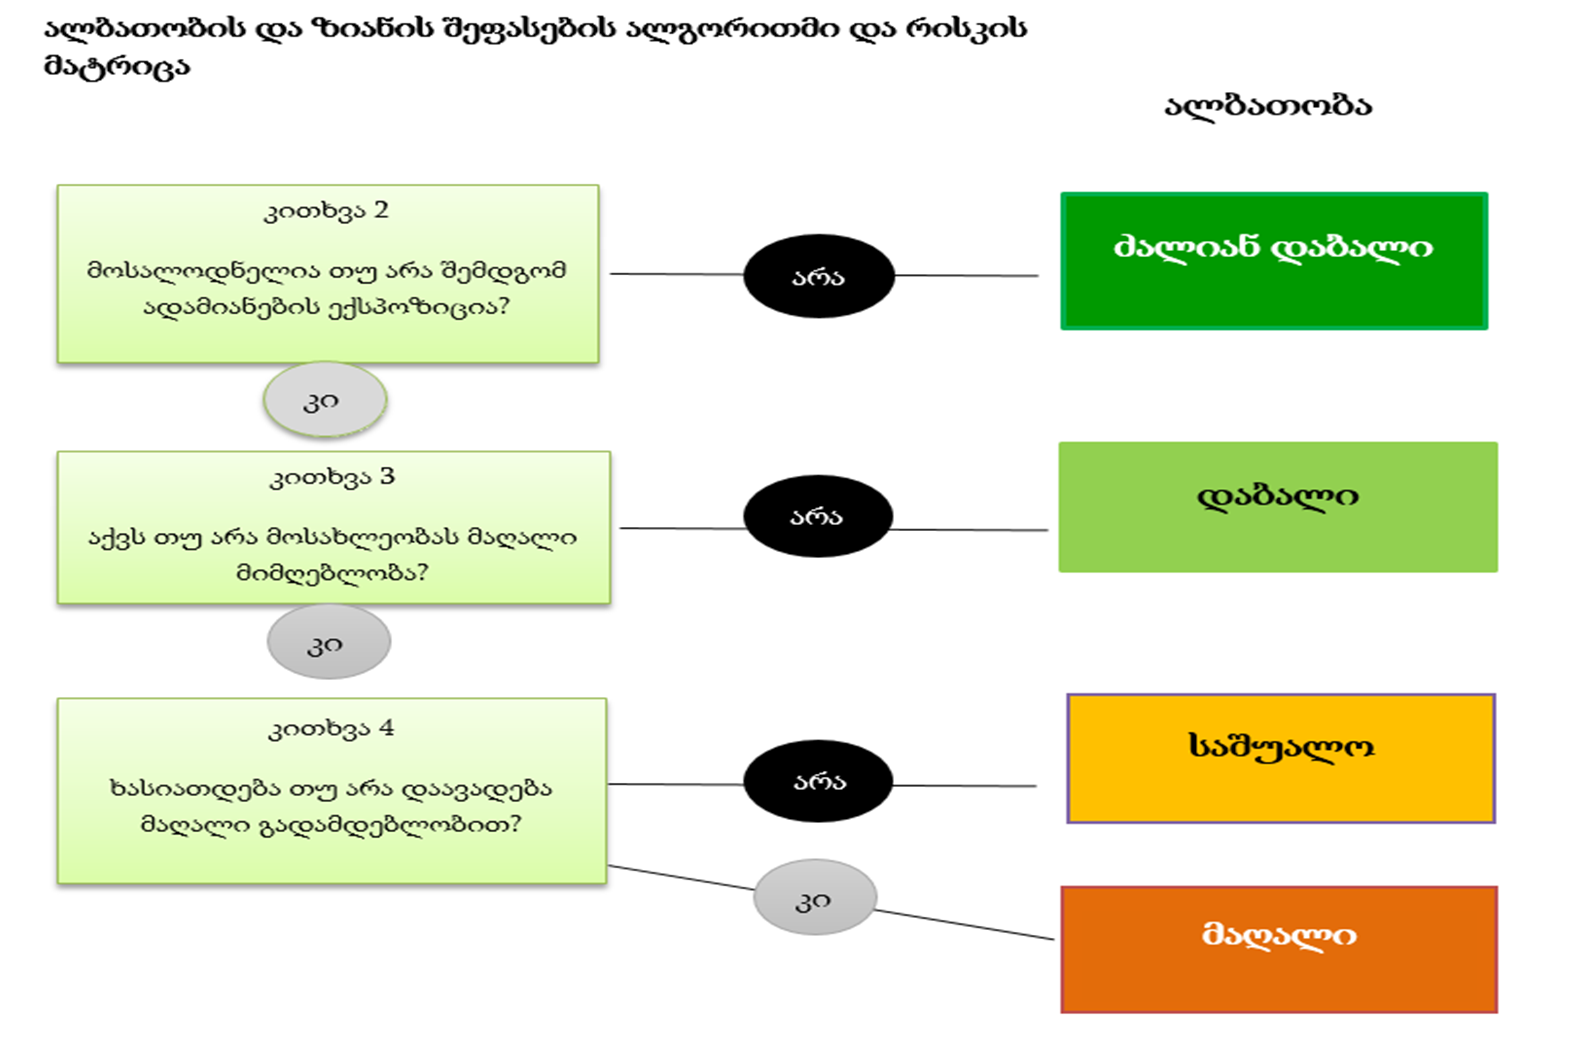 ალბათობის და ზიანის შეფასების ალგორითმი და რისკის
მატრიცა
ალბათობა
კითხვა 2
მოსალოდნელია თუ არა შემდგომ
ადამიანების ექსპოზიცია?
არა
ძალიან დაბალი
კი
კითხვა 3
აქვს თუ არა მოსახლეობას მაღალი
მიმღებლობა?
არა
დაბალი
კი
კითხვა 4
ხასიათდება თუ არა დაავადება
მაღალი გადამდებლობით?
არა
საშუალო
კი
მაღალი